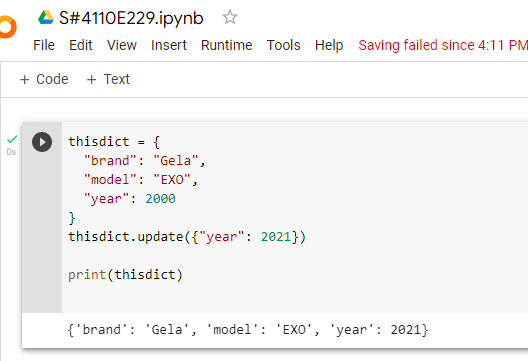 S#4110E229.ipynb
File Edit View Insert Runtime Tools Help Saving failed since 4:11 PM
+ Code + Text
thisdict = {
"brand": "Gela",
"model": "EXO",
"year": 2000
}
0s
thisdict.update({"year": 2021})
print(thisdict)
{'brand': 'Gela', 'model': 'EXO', 'year': 2021}